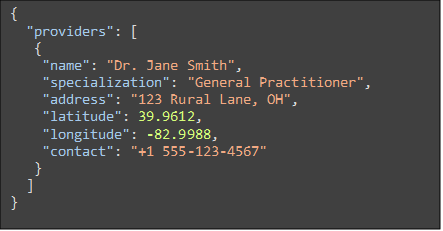 {
  "providers": [
   {
    "name": "Dr. Jane Smith",
    "specialization": "General Practitioner",
    "address": "123 Rural Lane, OH",
    "latitude": 39.9612,
    "longitude": -82.9988,
    "contact": "+1 555-123-4567"
   }
  ]
}